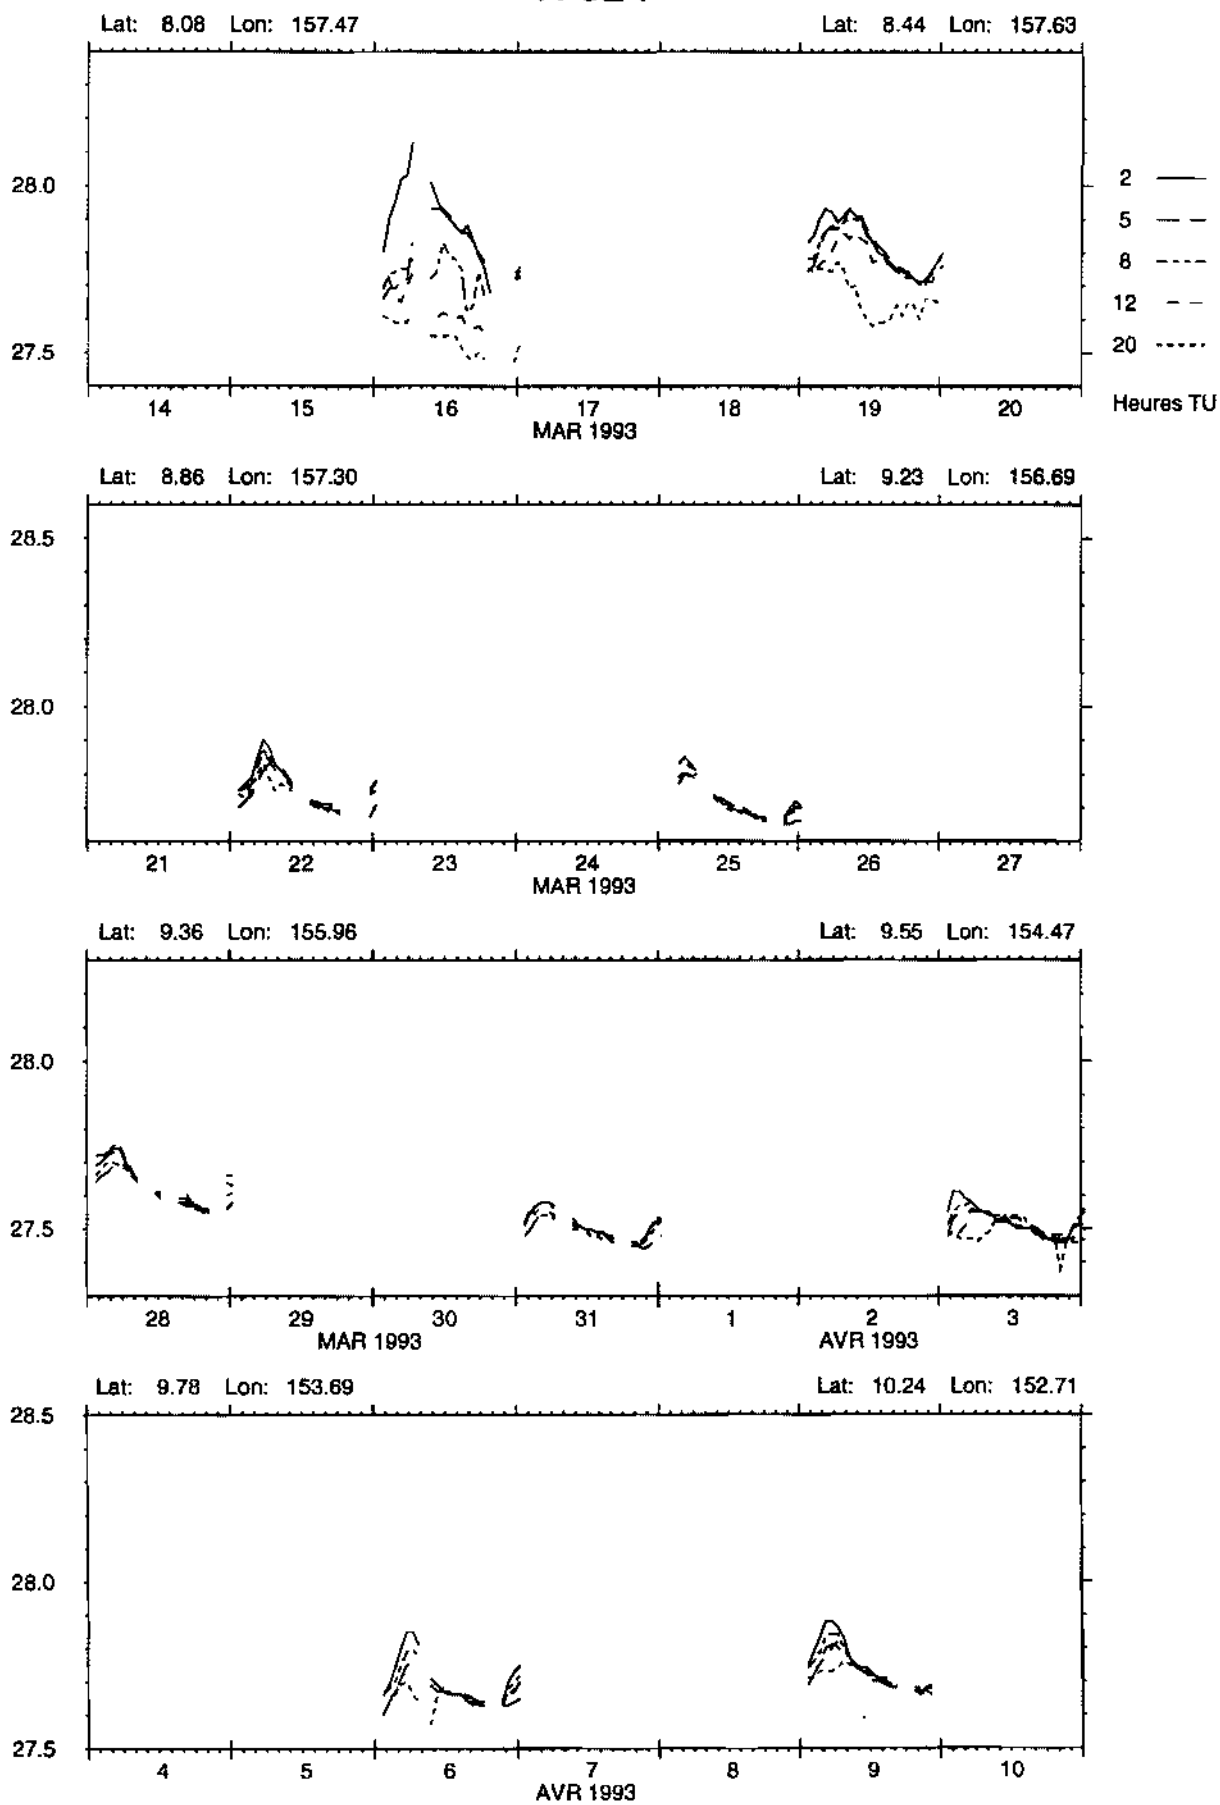 Lat: 8.08 Lon: 157.47 Lat: 8.44 Lon: 157.63
28.0
27.5
2
5
8
12
20
Heures TU
14 15 16 17 18 19 20
MAR 1993
Lat: 8.86 Lon: 157.30 Lat: 9.23 Lon: 156.69
28.5
28.0
21 22 23 24 25 26 27
MAR 1993
Lat: 9.36 Lon: 155.96 Lat: 9.55 Lon: 154.47
28.0
27.5
28 29 30 31 1 2 3
MAR 1993 AVR 1993
Lat: 9.78 Lon: 153.69 Lat: 10.24 Lon: 152.71
28.5
28.0
27.5
4 5 6 7 8 9 10
AVR 1993